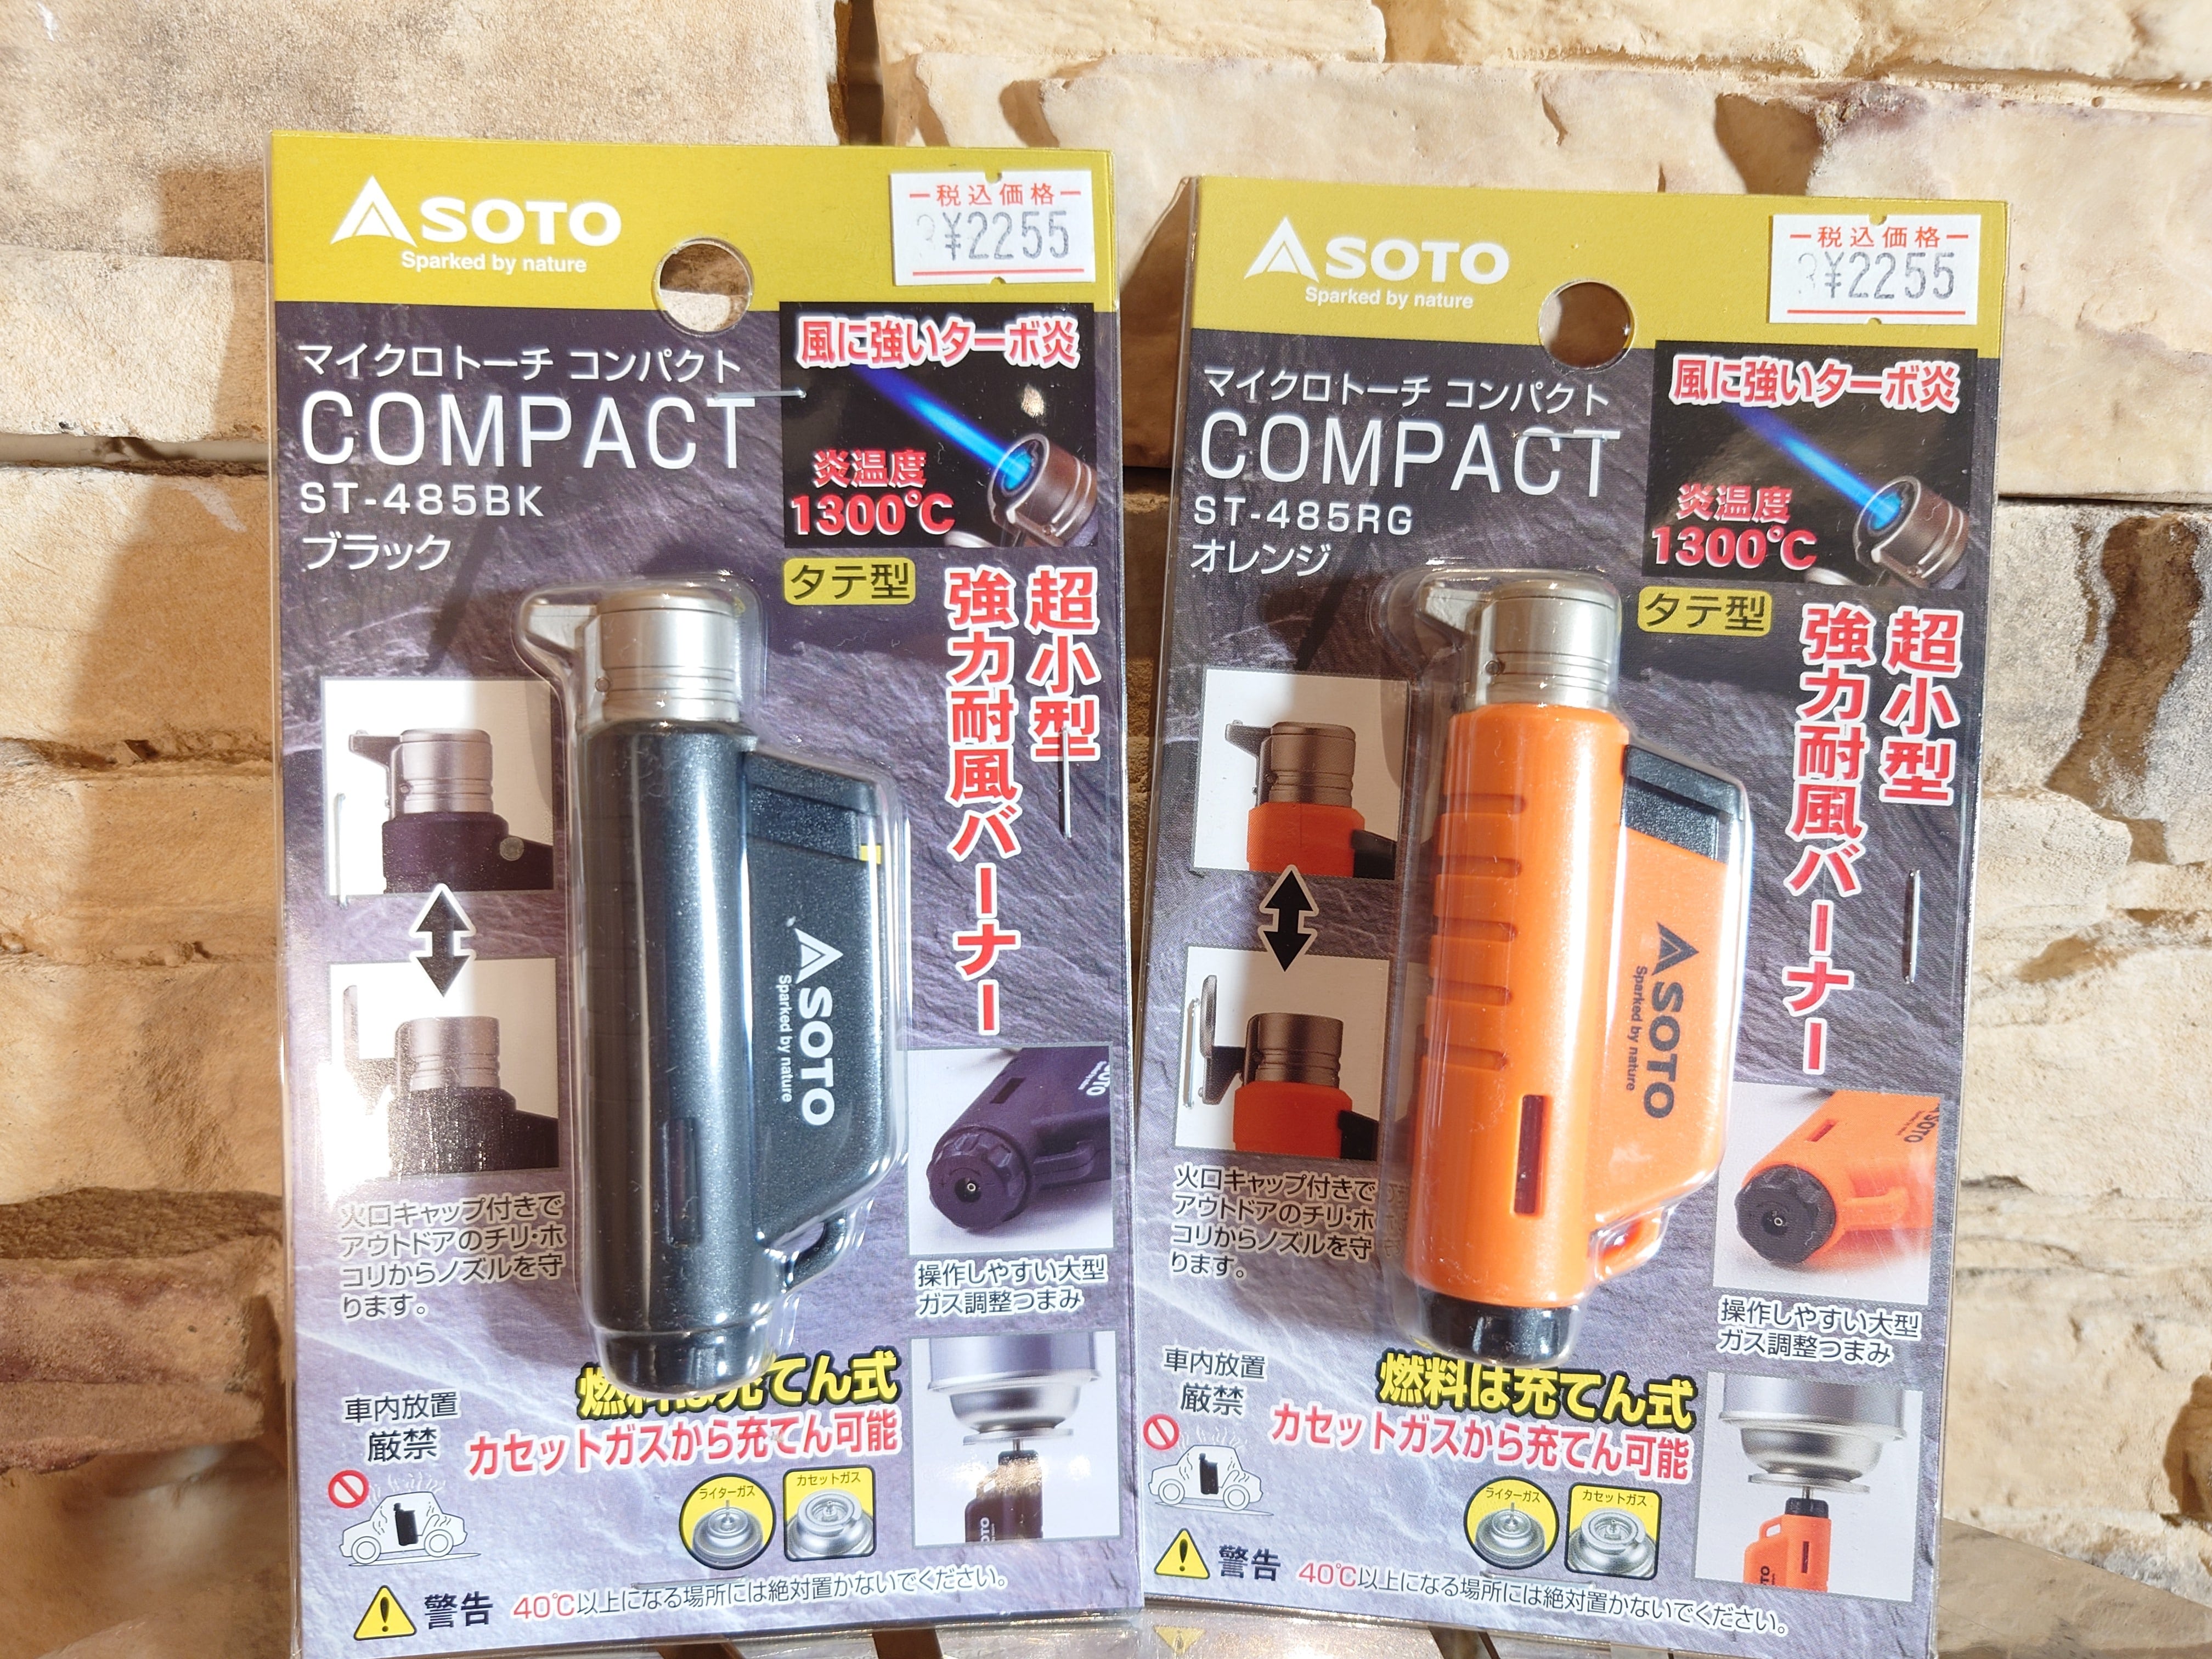 SOTO
Sparked by nature
税込価格
¥2255
マイクロトーチ コンパクト
COMPACT
ST-485BK
ブラック
風に強いターボ炎
炎温度
1300℃
タテ型
超小型
強力耐風バーナー
SOTO
Sparked by nature
火口キャップ付きで
アウトドアのチリ・ホ
コリからノズルを守
ります。
操作しやすい大型
ガス調整つまみ
車内放置
厳禁
燃料は充てん式
カセットガスから充てん可能
ライターガス
カセットガス
警告
40℃以上になる場所には絶対置かないでください。
SOTO
Sparked by nature
税込価格
¥2255
マイクロトーチ コンパクト
COMPACT
ST-485RG
オレンジ
風に強いターボ炎
炎温度
1300℃
タテ型
超小型
強力耐風バーナー
SOTO
Sparked by nature
火口キャップ付きで
アウトドアのチリ・ホ
コリからノズルを守
ります。
SOTO
操作しやすい大型
ガス調整つまみ
車内放置
厳禁
燃料は充てん式
カセットガスから充てん可能
ライターガス
カセットガス
警告
40℃以上になる場所には絶対置かないでください。